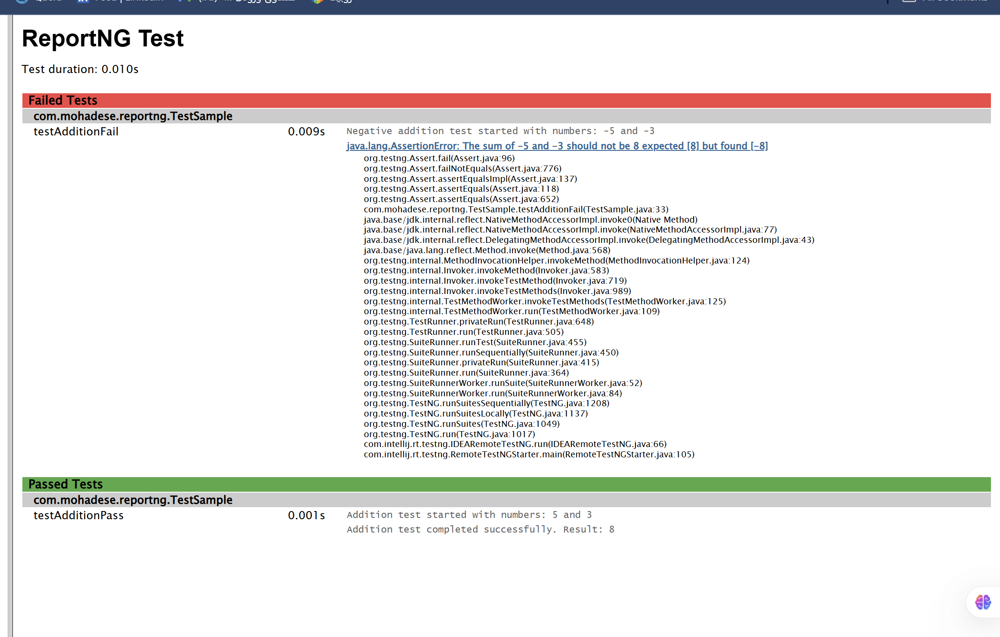 ReportNG Test
Test duration: 0.010s
Failed Tests
com.mohadese.reportng.TestSample
testAdditionFail 0.009s Negative addition test started with numbers: -5 and -3
java.lang.AssertionError: The sum of -5 and -3 should not be 8 expected [8] but found [-8]
org.testng.Assert.fail(Assert.java:96)
org.testng.Assert.failNotEquals(Assert.java:776)
org.testng.Assert.assertEqualsImpl(Assert.java:137)
org.testng.Assert.assertEquals(Assert.java:118)
org.testng.Assert.assertEquals(Assert.java:652)
com.mohadese.reportng.TestSample.testAdditionFail(TestSample.java:33)
java.base/jdk.internal.reflect.NativeMethodAccessorImpl.invoke0(Native Method)
java.base/jdk.internal.reflect.NativeMethodAccessorImpl.invoke(NativeMethodAccessorImpl.java:77)
java.base/jdk.internal.reflect.DelegatingMethodAccessorImpl.invoke(DelegatingMethodAccessorImpl.java:43)
java.base/java.lang.reflect.Method.invoke(Method.java:568)
org.testng.internal.MethodInvocationHelper.invokeMethod(MethodInvocationHelper.java:124)
org.testng.internal.Invoker.invokeMethod(Invoker.java:583)
org.testng.internal.Invoker.invokeTestMethod(Invoker.java:719)
org.testng.internal.Invoker.invokeTestMethods(Invoker.java:989)
org.testng.internal.TestMethodWorker.invokeTestMethods(TestMethodWorker.java:125)
org.testng.internal.TestMethodWorker.run(TestMethodWorker.java:109)
org.testng.TestRunner.privateRun(TestRunner.java:648)
org.testng.TestRunner.run(TestRunner.java:505)
org.testng.SuiteRunner.runTest(SuiteRunner.java:455)
org.testng.SuiteRunner.runSequentially(SuiteRunner.java:450)
org.testng.SuiteRunner.privateRun(SuiteRunner.java:415)
org.testng.SuiteRunner.run(SuiteRunner.java:364)
org.testng.SuiteRunnerWorker.runSuite(SuiteRunnerWorker.java:52)
org.testng.SuiteRunnerWorker.run(SuiteRunnerWorker.java:84)
org.testng.TestNG.runSuitesSequentially(TestNG.java:1208)
org.testng.TestNG.runSuitesLocally(TestNG.java:1137)
org.testng.TestNG.runSuites(TestNG.java:1049)
org.testng.TestNG.run(TestNG.java:1017)
com.intellij.rt.testng.IDEARemoteTestNG.run(IDEARemoteTestNG.java:66)
com.intellij.rt.testng.RemoteTestNGStarter.main(RemoteTestNGStarter.java:105)
Passed Tests
com.mohadese.reportng.TestSample
testAdditionPass 0.001s Addition test started with numbers: 5 and 3
Addition test completed successfully. Result: 8